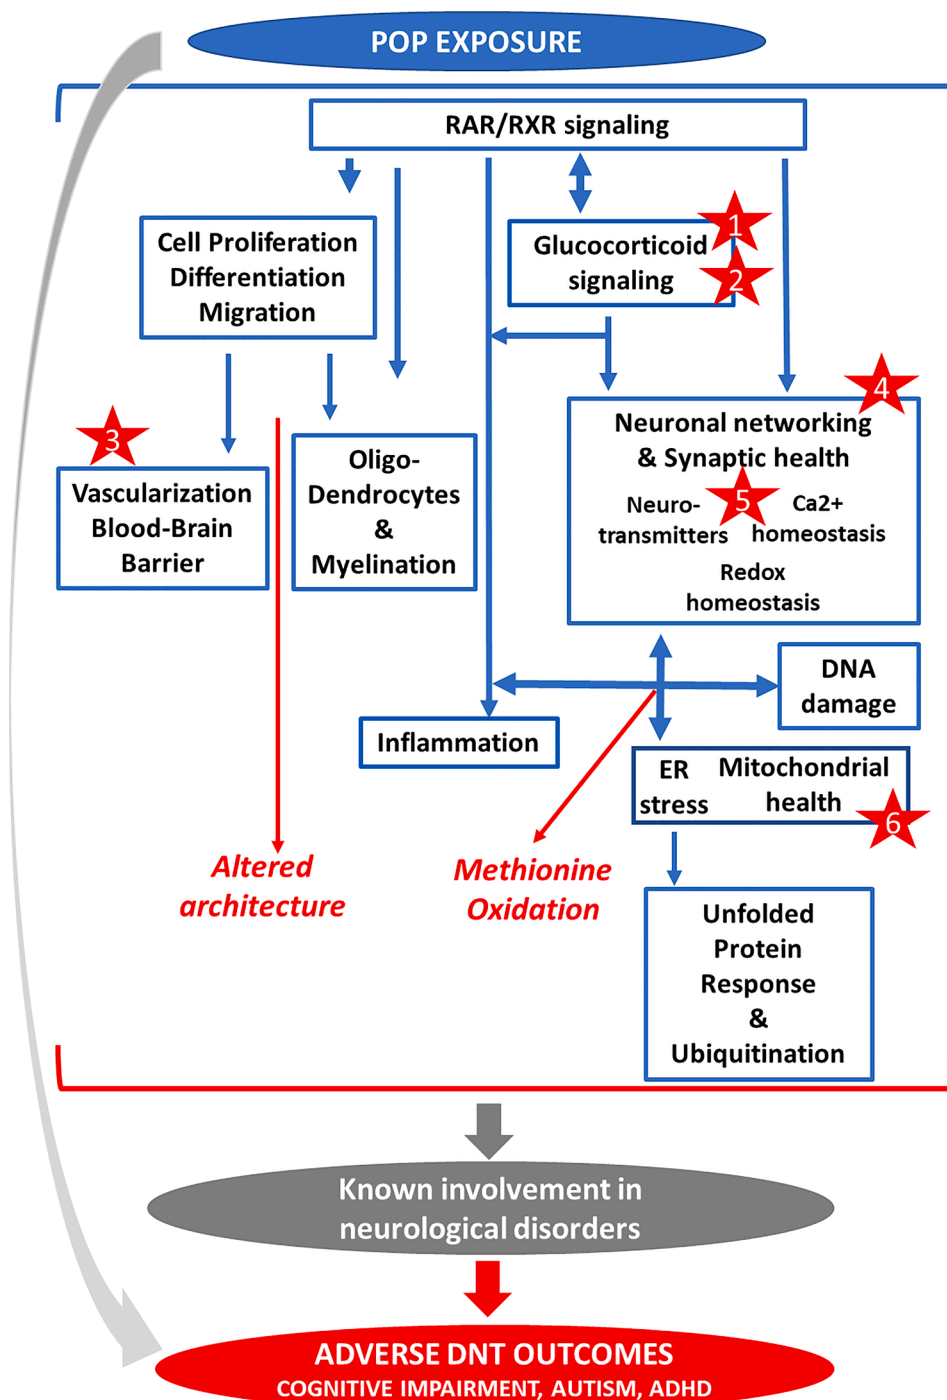 POP EXPOSURE
RAR/RXR signaling
Cell Proliferation
Differentiation
Migration
1
Glucocorticoid
signaling
2
3
Vascularization
Blood-Brain
Barrier
Oligo-
Dendrocytes
&
Myelination
4
Neuronal networking
& Synaptic health
5
Neuro-
transmitters
Ca2+
homeostasis
Redox
homeostasis
DNA
damage
Inflammation
ER
stress
Mitochondrial
health
6
Altered
architecture
Methionine
Oxidation
Unfolded
Protein
Response
&
Ubiquitination
Known involvement in
neurological disorders
ADVERSE DNT OUTCOMES
COGNITIVE IMPAIRMENT, AUTISM, ADHD